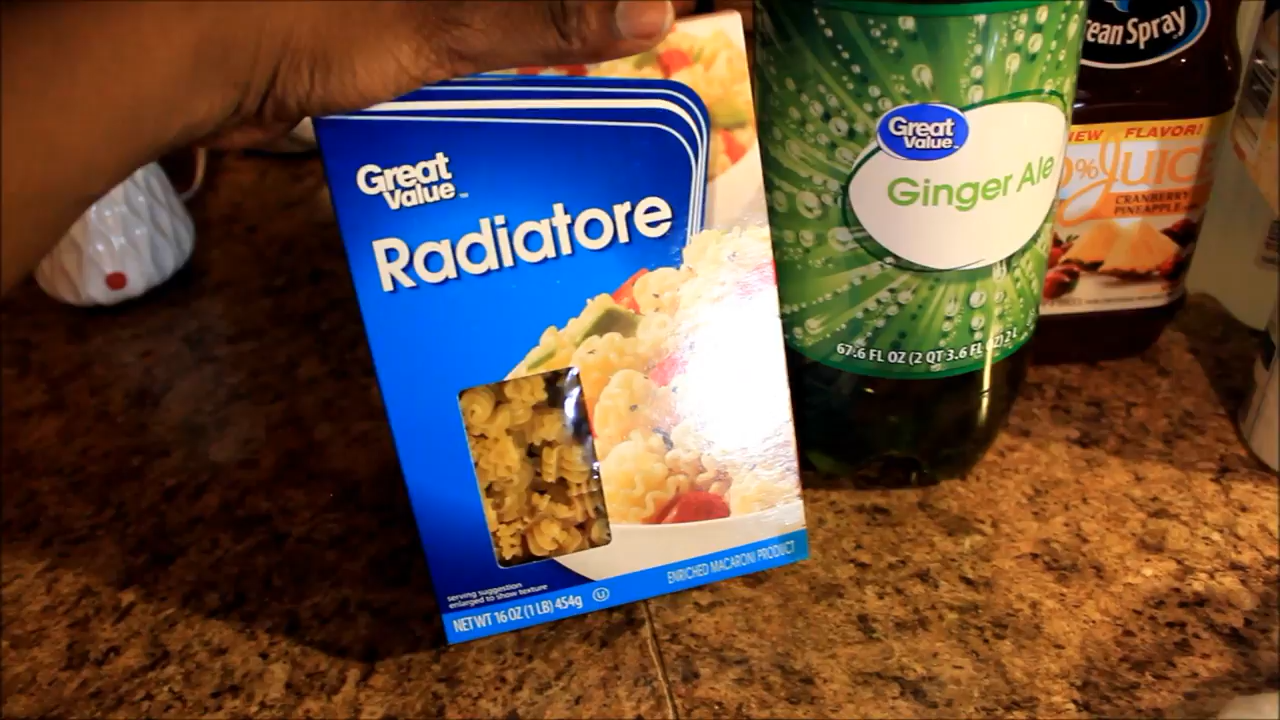 Great
Value™
Radiatore
serving suggestion
enlarged to show texture
NET WT 16 OZ (1 LB) 454g
U
ENRICHED MACARONI PRODUCT
Great
Value™
Ginger Ale
67.6 FL OZ (2 QT 3.6 FL OZ) 2 L
ean Spray
NEW FLAVOR!
% JUICE
CRANBERRY
PINEAPPLE